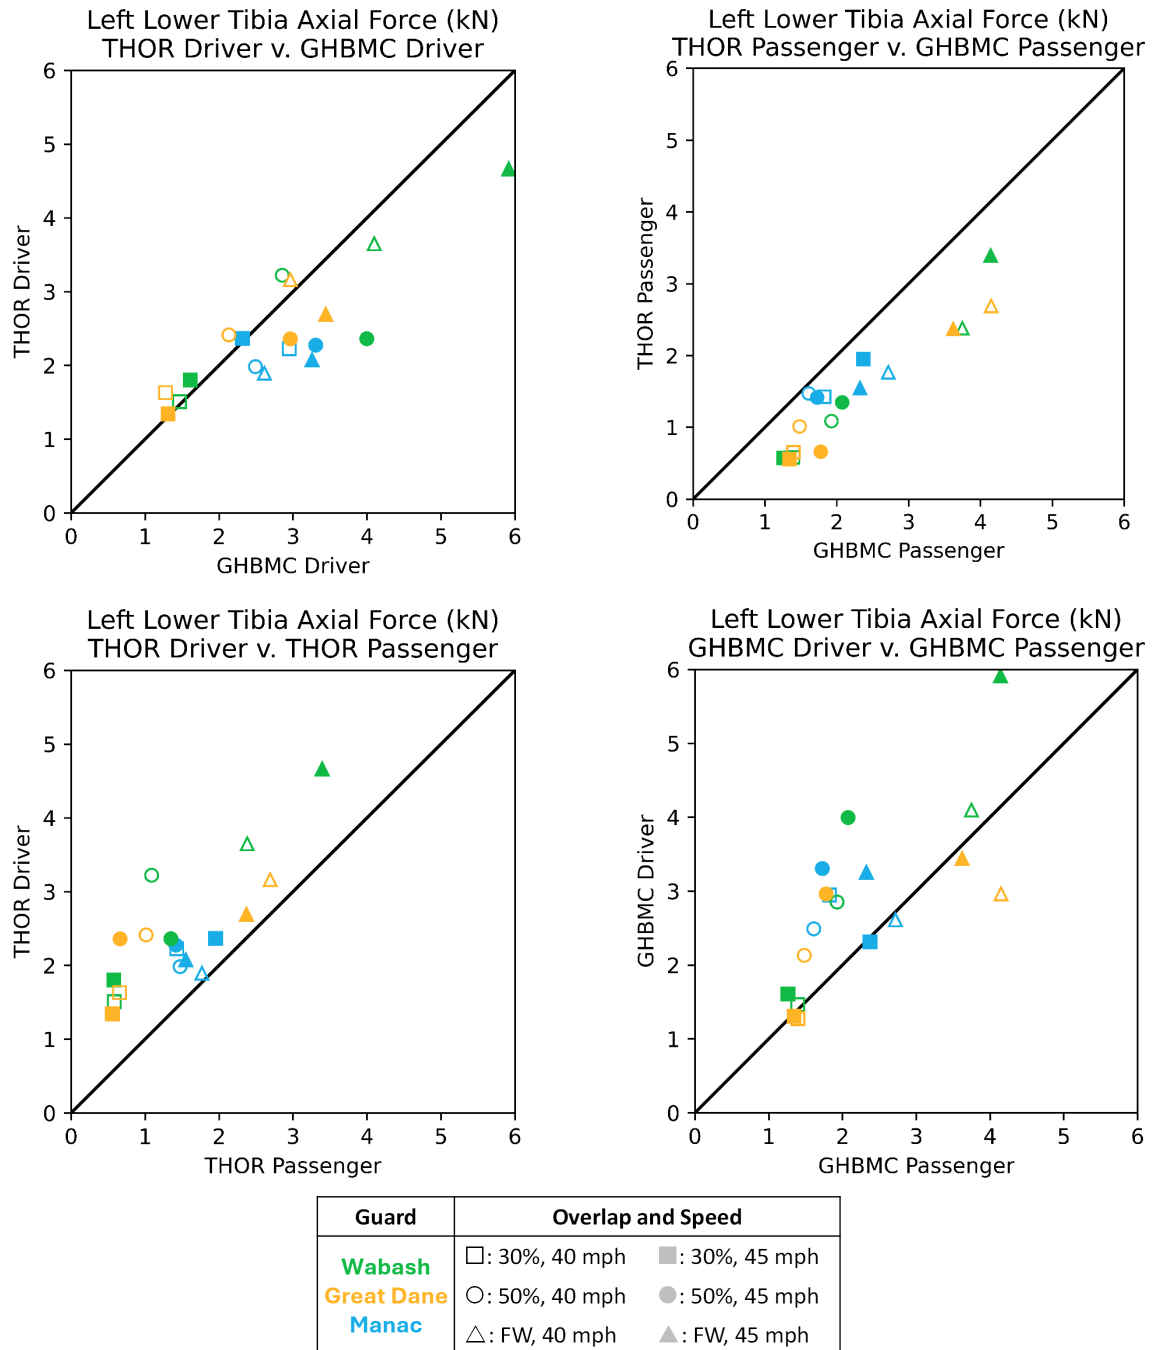 Left Lower Tibia Axial Force (kN)
THOR Driver v. GHBMC Driver
6
5
4
3
2
1
0
THOR Driver
0 1 2 3 4 5 6
GHBMC Driver
Left Lower Tibia Axial Force (kN)
THOR Passenger v. GHBMC Passenger
6
5
4
3
2
1
0
THOR Passenger
0 1 2 3 4 5 6
GHBMC Passenger
Left Lower Tibia Axial Force (kN)
THOR Driver v. THOR Passenger
6
5
4
3
2
1
0
THOR Driver
0 1 2 3 4 5 6
THOR Passenger
Left Lower Tibia Axial Force (kN)
GHBMC Driver v. GHBMC Passenger
6
5
4
3
2
1
0
GHBMC Driver
0 1 2 3 4 5 6
GHBMC Passenger
Guard Overlap and Speed
Wabash
Great Dane
Manac
□: 30%, 40 mph ■: 30%, 45 mph
○: 50%, 40 mph ●: 50%, 45 mph
△: FW, 40 mph ▲: FW, 45 mph